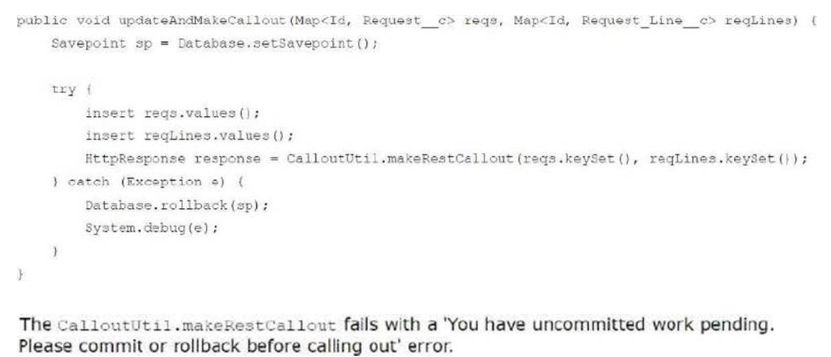 public void updateAndMakeCallout(Map<Id, Request__c> reqs, Map<Id, Request_Line__c> reqLines) {
Savepoint sp = Database.setSavepoint();
try {
insert reqs.values();
insert reqLines.values();
HttpResponse response = CalloutUtil.makeRestCallout(reqs.keySet(), reqLines.keySet());
} catch (Exception e) {
Database.rollback(sp);
System.debug(e);
}
}
The CalloutUtil.makeRestCallout fails with a 'You have uncommitted work pending.
Please commit or rollback before calling out' error.